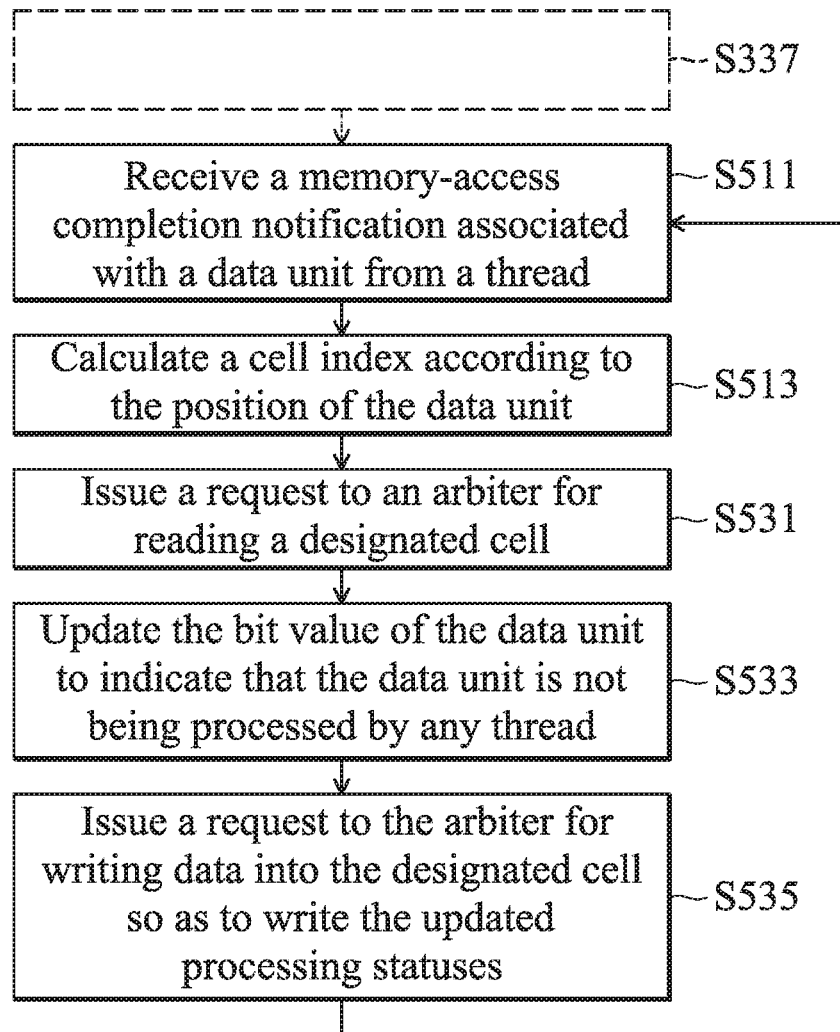 S337
Receive a memory-access
completion notification associated
with a data unit from a thread
S511
Calculate a cell index according to
the position of the data unit
S513
Issue a request to an arbiter for
reading a designated cell
S531
Update the bit value of the data unit
to indicate that the data unit is not
being processed by any thread
S533
Issue a request to the arbiter for
writing data into the designated cell
so as to write the updated
processing statuses
S535